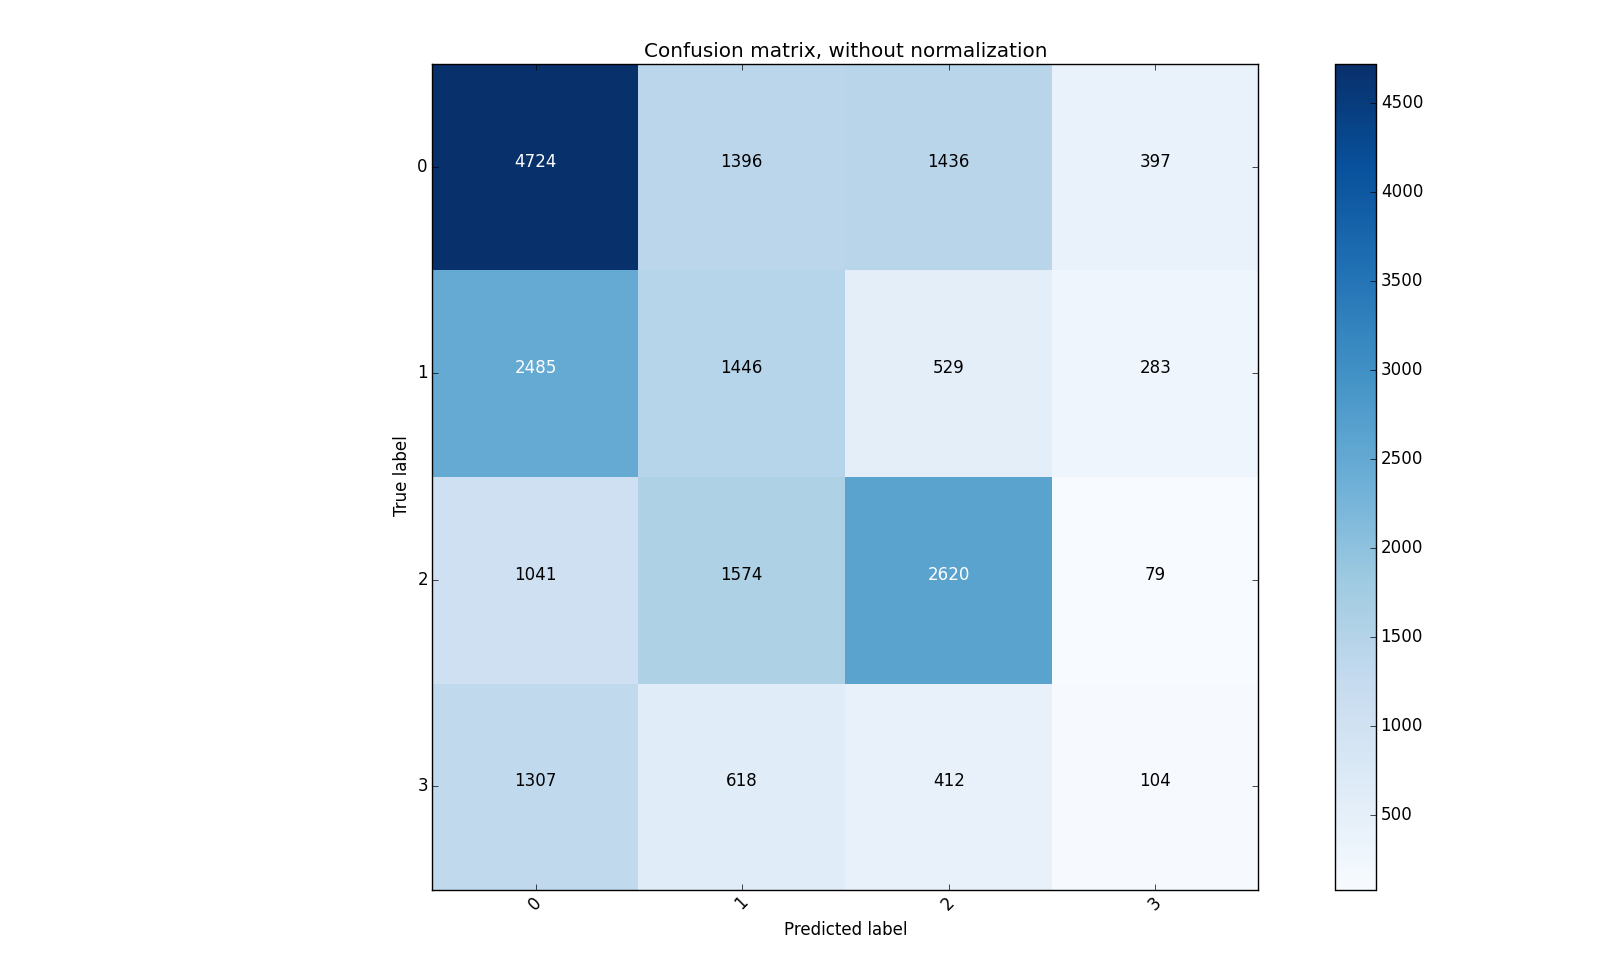 Confusion matrix, without normalization
0 4724 1396 1436 397
1 2485 1446 529 283
2 1041 1574 2620 79
3 1307 618 412 104
True label
0 1 2 3
Predicted label
4500
4000
3500
3000
2500
2000
1500
1000
500